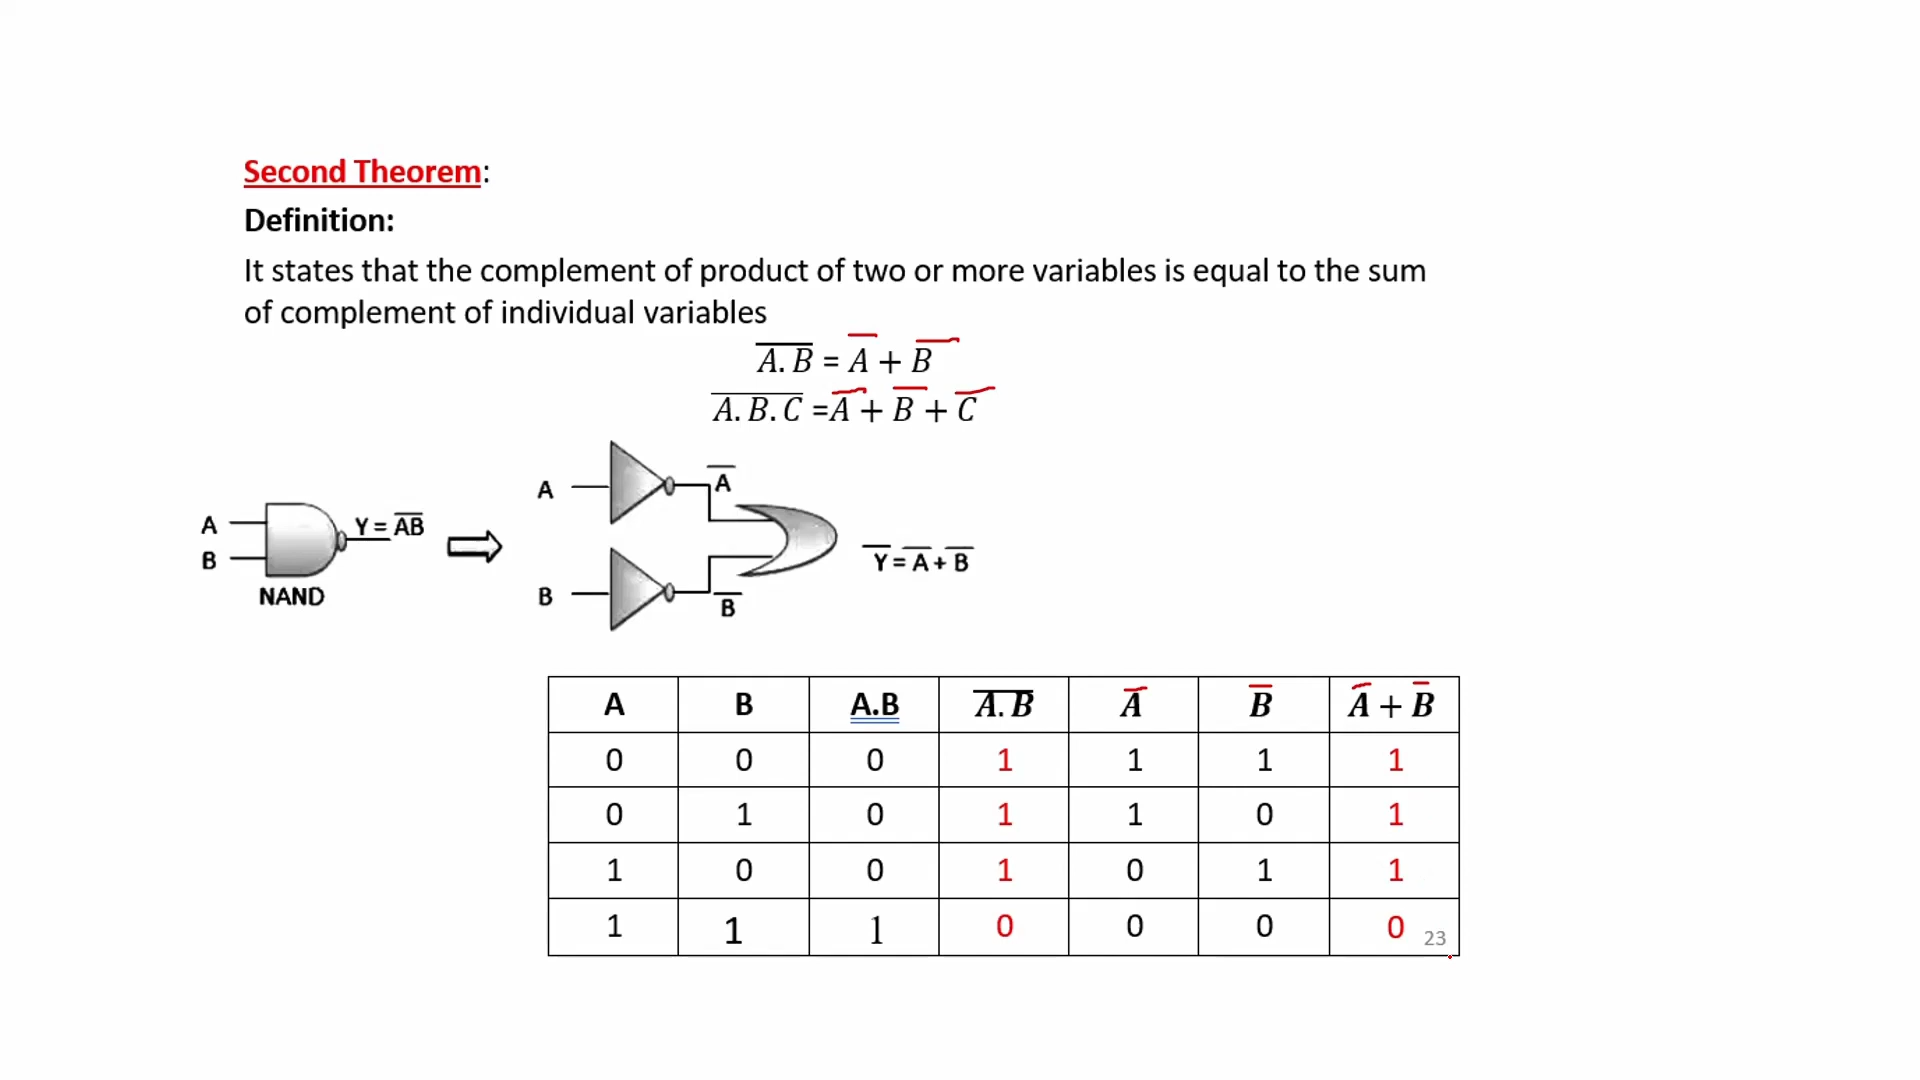 Second Theorem:
Definition:
It states that the complement of product of two or more variables is equal to the sum
of complement of individual variables
A̅.̅ ̅B̅ = A̅ + B̅
A̅.̅ ̅B̅.̅ ̅C̅ =A̅ + B̅ + C̅
A
B
Y = A̅B̅
NAND
A
A̅
B
B̅
Y̅ = A̅ + B̅
A B A.B A̅.̅ ̅B̅ A̅ B̅ A̅ + B̅
0 0 0 1 1 1 1
0 1 0 1 1 0 1
1 0 0 1 0 1 1
1 1 1 0 0 0 0
23